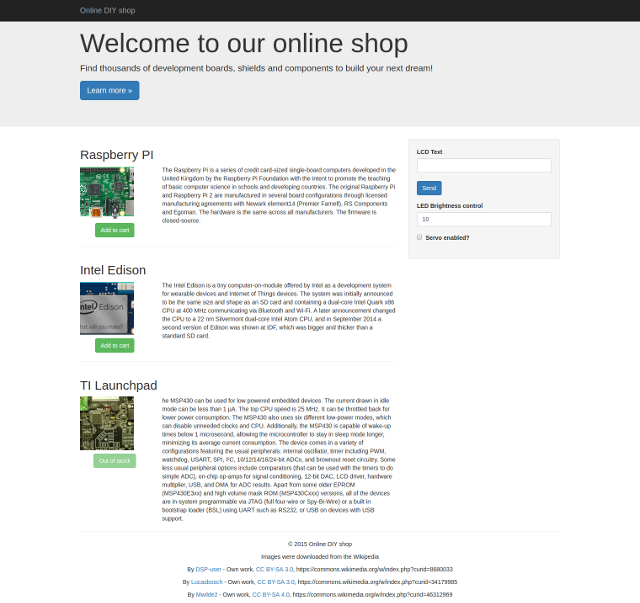 Online DIY shop
Welcome to our online shop
Find thousands of development boards, shields and components to build your next dream!
Learn more »
Raspberry PI
The Raspberry PI is a series of credit card-sized single-board computers developed in the
United Kingdom by the Raspberry PI Foundation with the intent to promote the teaching
of basic computer science in schools and developing countries. The original Raspberry PI
and Raspberry PI 2 are manufactured in several board configurations through licensed
manufacturing agreements with Newark element14 (Premier Farnell), RS Components
and Egoman. The hardware is the same across all manufacturers. The firmware is
closed-source.
Add to cart
Intel Edison
The Intel Edison is a tiny computer-on-module offered by Intel as a development system
for wearable devices and Internet of Things devices. The system was initially announced
to be the same size and shape as an SD card and containing a dual-core Intel Quark x86
CPU at 400 MHz communicating via Bluetooth and Wi-Fi. A later announcement changed
the CPU to a 22 nm Silvermont dual-core Intel Atom CPU, and in September 2014 a
second version of Edison was shown at IDF, which was bigger and thicker than a
standard SD card.
ntel Edison
hat will you make?
Add to cart
TI Launchpad
he MSP430 can be used for low powered embedded devices. The current drawn in idle
mode can be less than 1 µA. The top CPU speed is 25 MHz. It can be throttled back for
lower power consumption. The MSP430 also uses six different low-power modes, which
can disable unneeded clocks and CPU. Additionally, the MSP430 is capable of wake-up
times below 1 microsecond, allowing the microcontroller to stay in sleep mode longer,
minimizing its average current consumption. The device comes in a variety of
configurations featuring the usual peripherals: internal oscillator, timer including PWM,
watchdog, USART, SPI, I²C, 10/12/14/16/24-bit ADCs, and brownout reset circuitry. Some
less usual peripheral options include comparators (that can be used with the timers to do
simple ADC), on-chip op-amps for signal conditioning, 12-bit DAC, LCD driver, hardware
multiplier, USB, and DMA for ADC results. Apart from some older EPROM
(MSP430E3xx) and high volume mask ROM (MSP430Cxxx) versions, all of the devices
are in-system programmable via JTAG (full four-wire or Spy-Bi-Wire) or a built in
bootstrap loader (BSL) using UART such as RS232, or USB on devices with USB
support.
Out of stock
LCD Text
Send
LED Brightness control
10
Servo enabled?
© 2015 Online DIY shop
Images were downloaded from the Wikipedia
By DSP-user - Own work, CC BY-SA 3.0, https://commons.wikimedia.org/w/index.php?curid=8680033
By Lucasbosch - Own work, CC BY-SA 3.0, https://commons.wikimedia.org/w/index.php?curid=34179985
By Mwilde2 - Own work, CC BY-SA 4.0, https://commons.wikimedia.org/w/index.php?curid=46312969